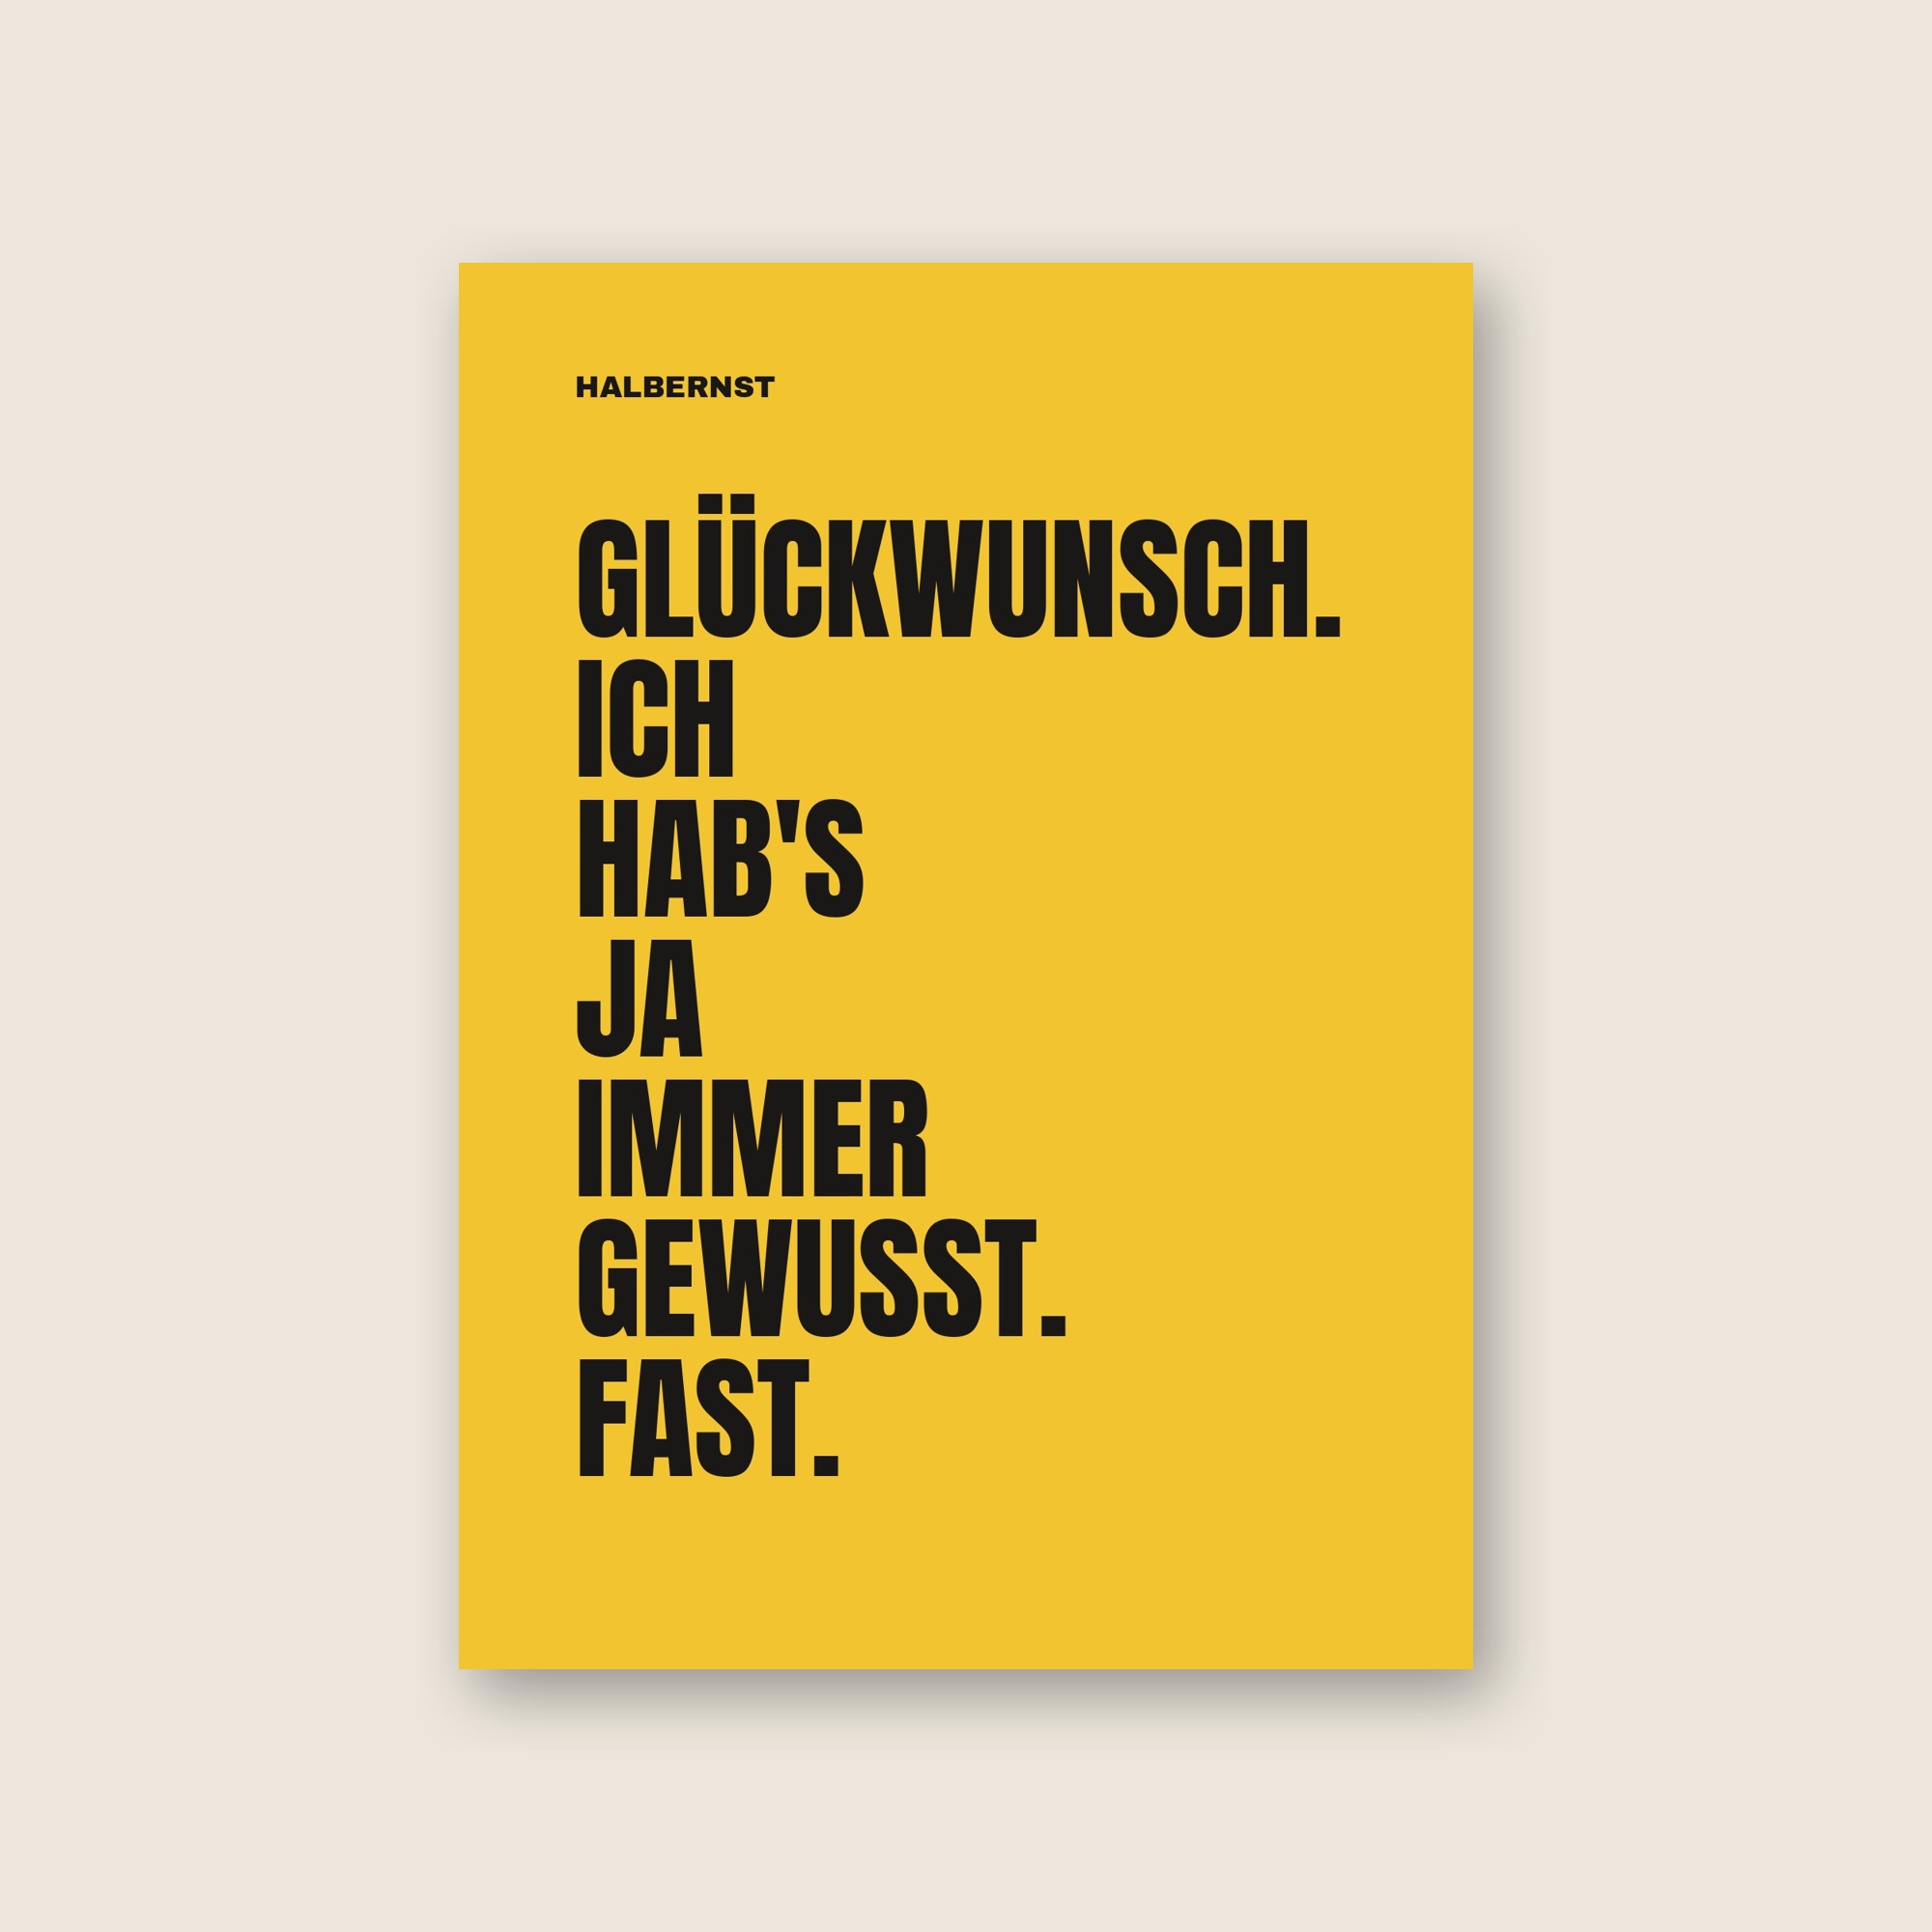 HALBERNST
GLÜCKWUNSCH.
ICH
HAB'S
JA
IMMER
GEWUSST.
FAST.